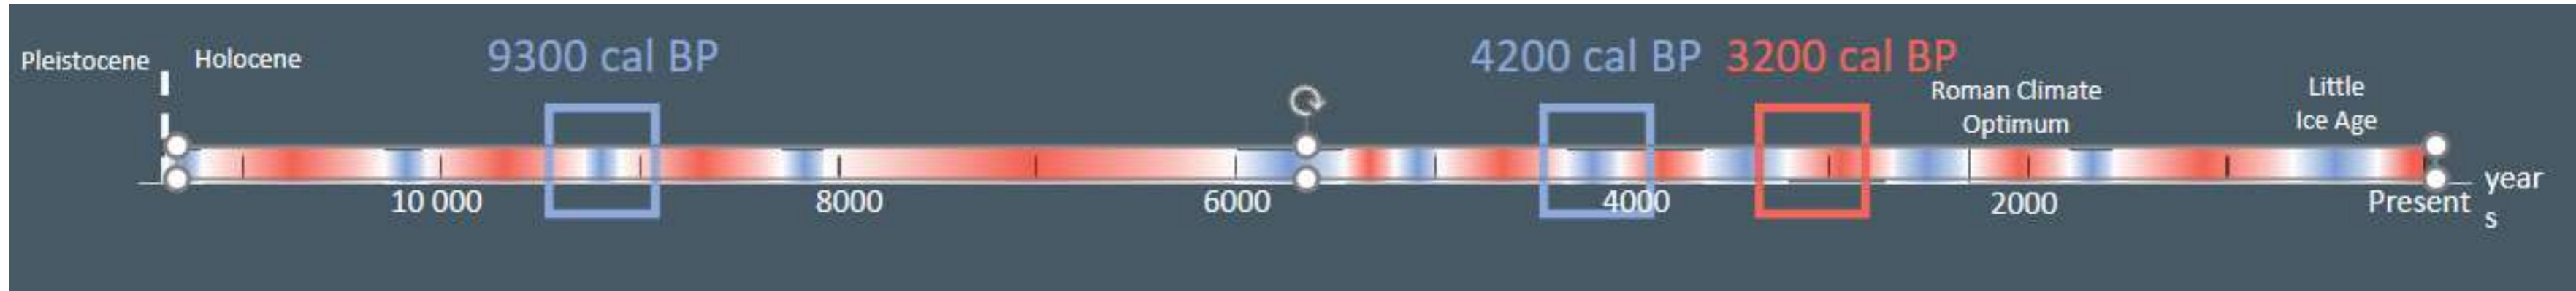 Pleistocene
Holocene
9300 cal BP
4200 cal BP
3200 cal BP
Roman Climate
Optimum
Little
Ice Age
10 000
8000
6000
4000
2000
Present
year
s